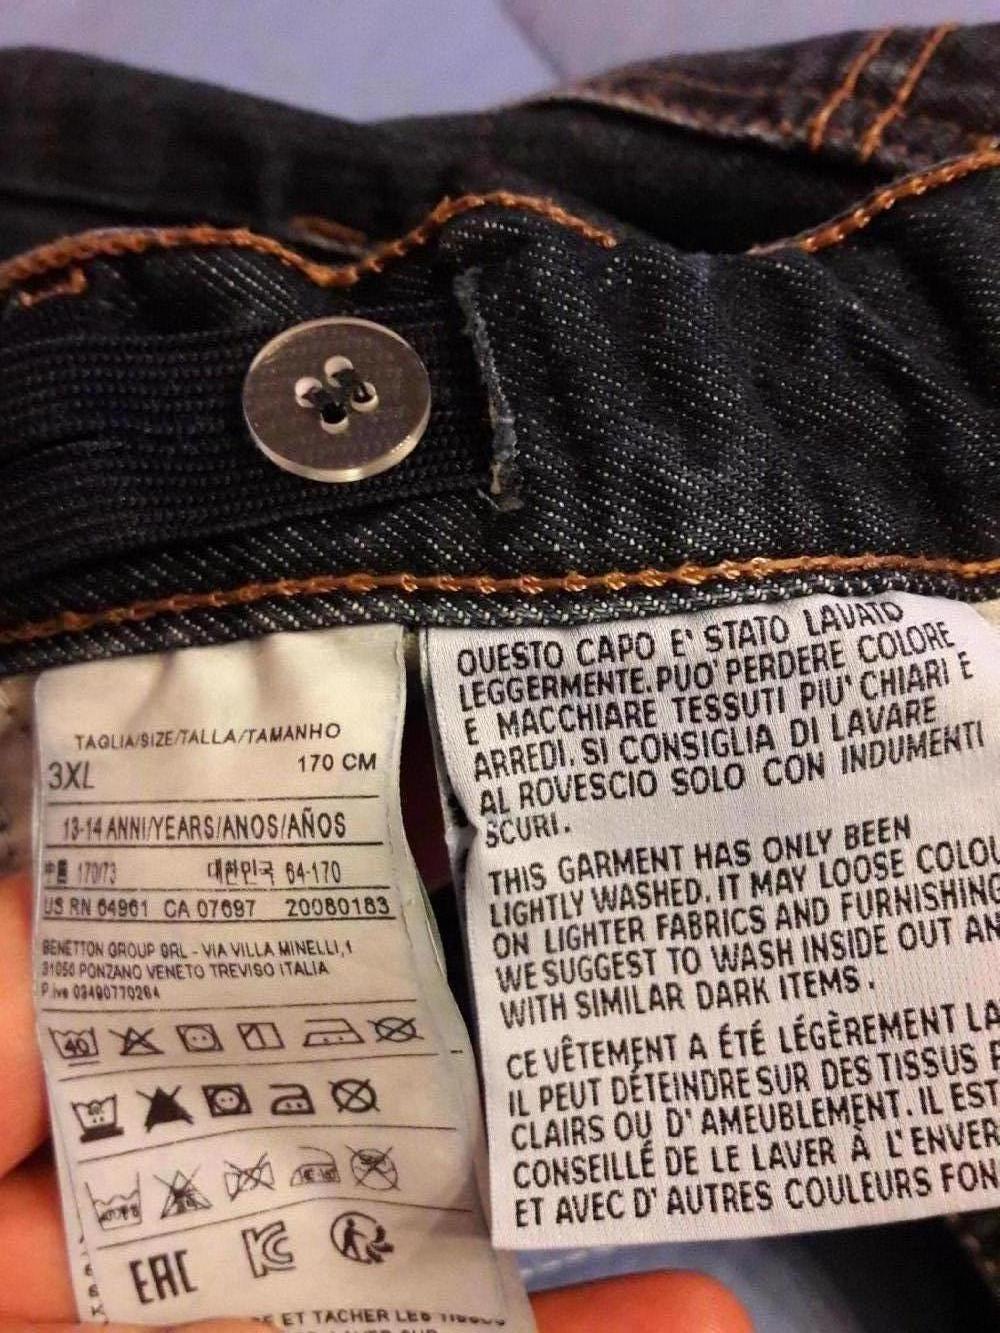 TAGLIA/SIZE/TALLA/TAMANHO
3XL 170 CM
13-14 ANNI/YEARS/ANOS/AÑOS
中国 170/73 대한민국 64-170
US RN 64961 CA 07697 20080183
BENETTON GROUP SRL - VIA VILLA MINELLI,1
31050 PONZANO VENETO TREVISO ITALIA
P.iva 03490770264
40
EAC KC
ET TACHER LES TISSUS
QUESTO CAPO E' STATO LAVATO
LEGGERMENTE. PUO' PERDERE COLORE
E MACCHIARE TESSUTI PIU' CHIARI E
ARREDI. SI CONSIGLIA DI LAVARE
AL ROVESCIO SOLO CON INDUMENTI
SCURI.
THIS GARMENT HAS ONLY BEEN
LIGHTLY WASHED. IT MAY LOOSE COLOU
ON LIGHTER FABRICS AND FURNISHING
WE SUGGEST TO WASH INSIDE OUT AN
WITH SIMILAR DARK ITEMS.
CE VÊTEMENT A ÉTÉ LÉGÈREMENT LA
IL PEUT DÉTEINDRE SUR DES TISSUS
CLAIRS OU D'AMEUBLEMENT. IL EST
CONSEILLÉ DE LE LAVER À L'ENVER
ET AVEC D'AUTRES COULEURS FON